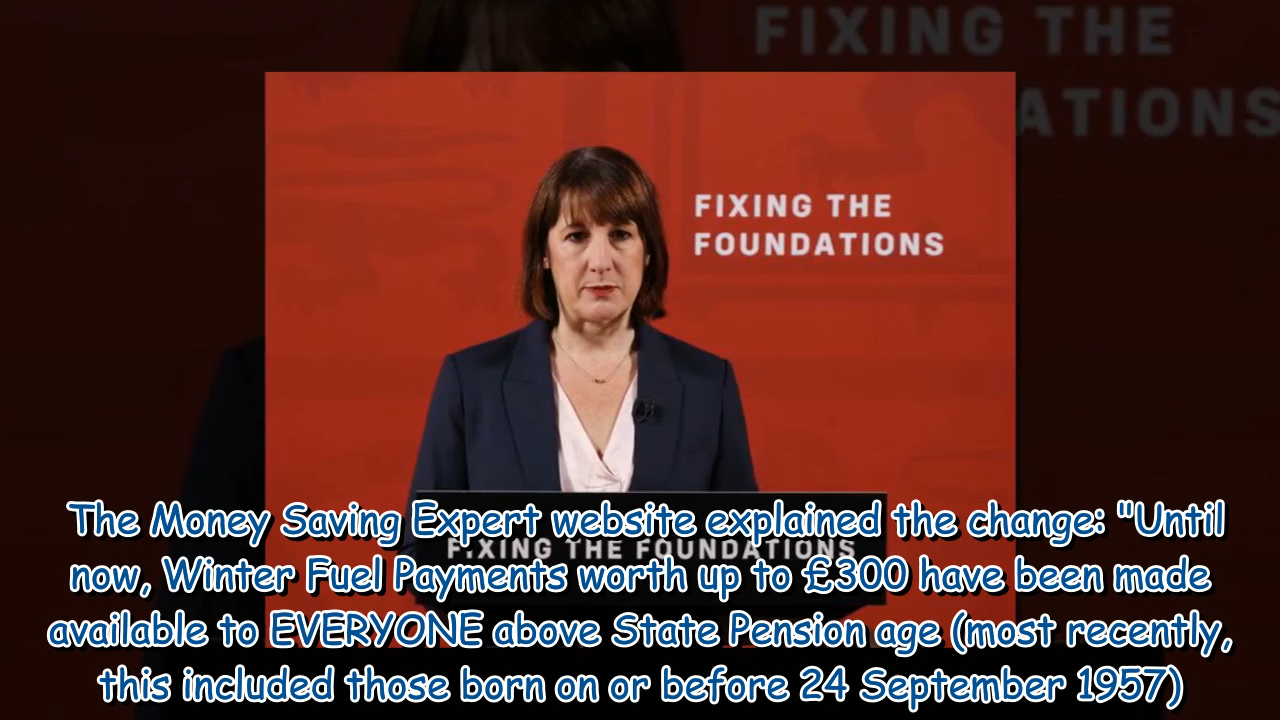 FIXING THE
ATIONS
FIXING THE
FOUNDATIONS
FIXING THE FOUNDATIONS
The Money Saving Expert website explained the change: "Until
now, Winter Fuel Payments worth up to £300 have been made
available to EVERYONE above State Pension age (most recently,
this included those born on or before 24 September 1957)